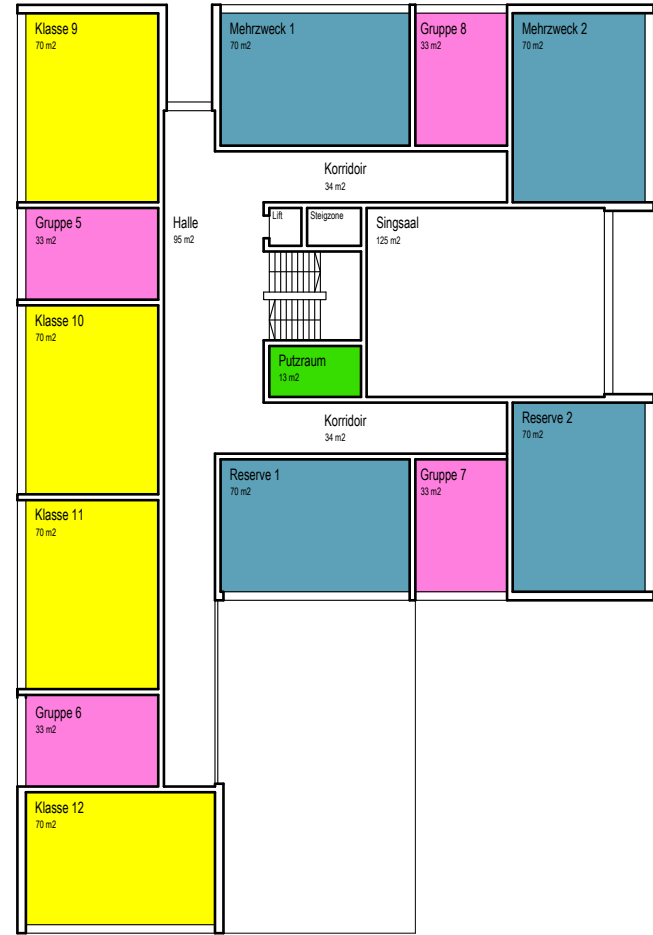 Klasse 9
70 m2
Mehrzweck 1
70 m2
Gruppe 8
33 m2
Mehrzweck 2
70 m2
Korridoir
34 m2
Gruppe 5
33 m2
Halle
95 m2
Lift
Steigzone
Singsaal
125 m2
Klasse 10
70 m2
Putzraum
13 m2
Korridoir
34 m2
Reserve 2
70 m2
Reserve 1
70 m2
Gruppe 7
33 m2
Klasse 11
70 m2
Gruppe 6
33 m2
Klasse 12
70 m2